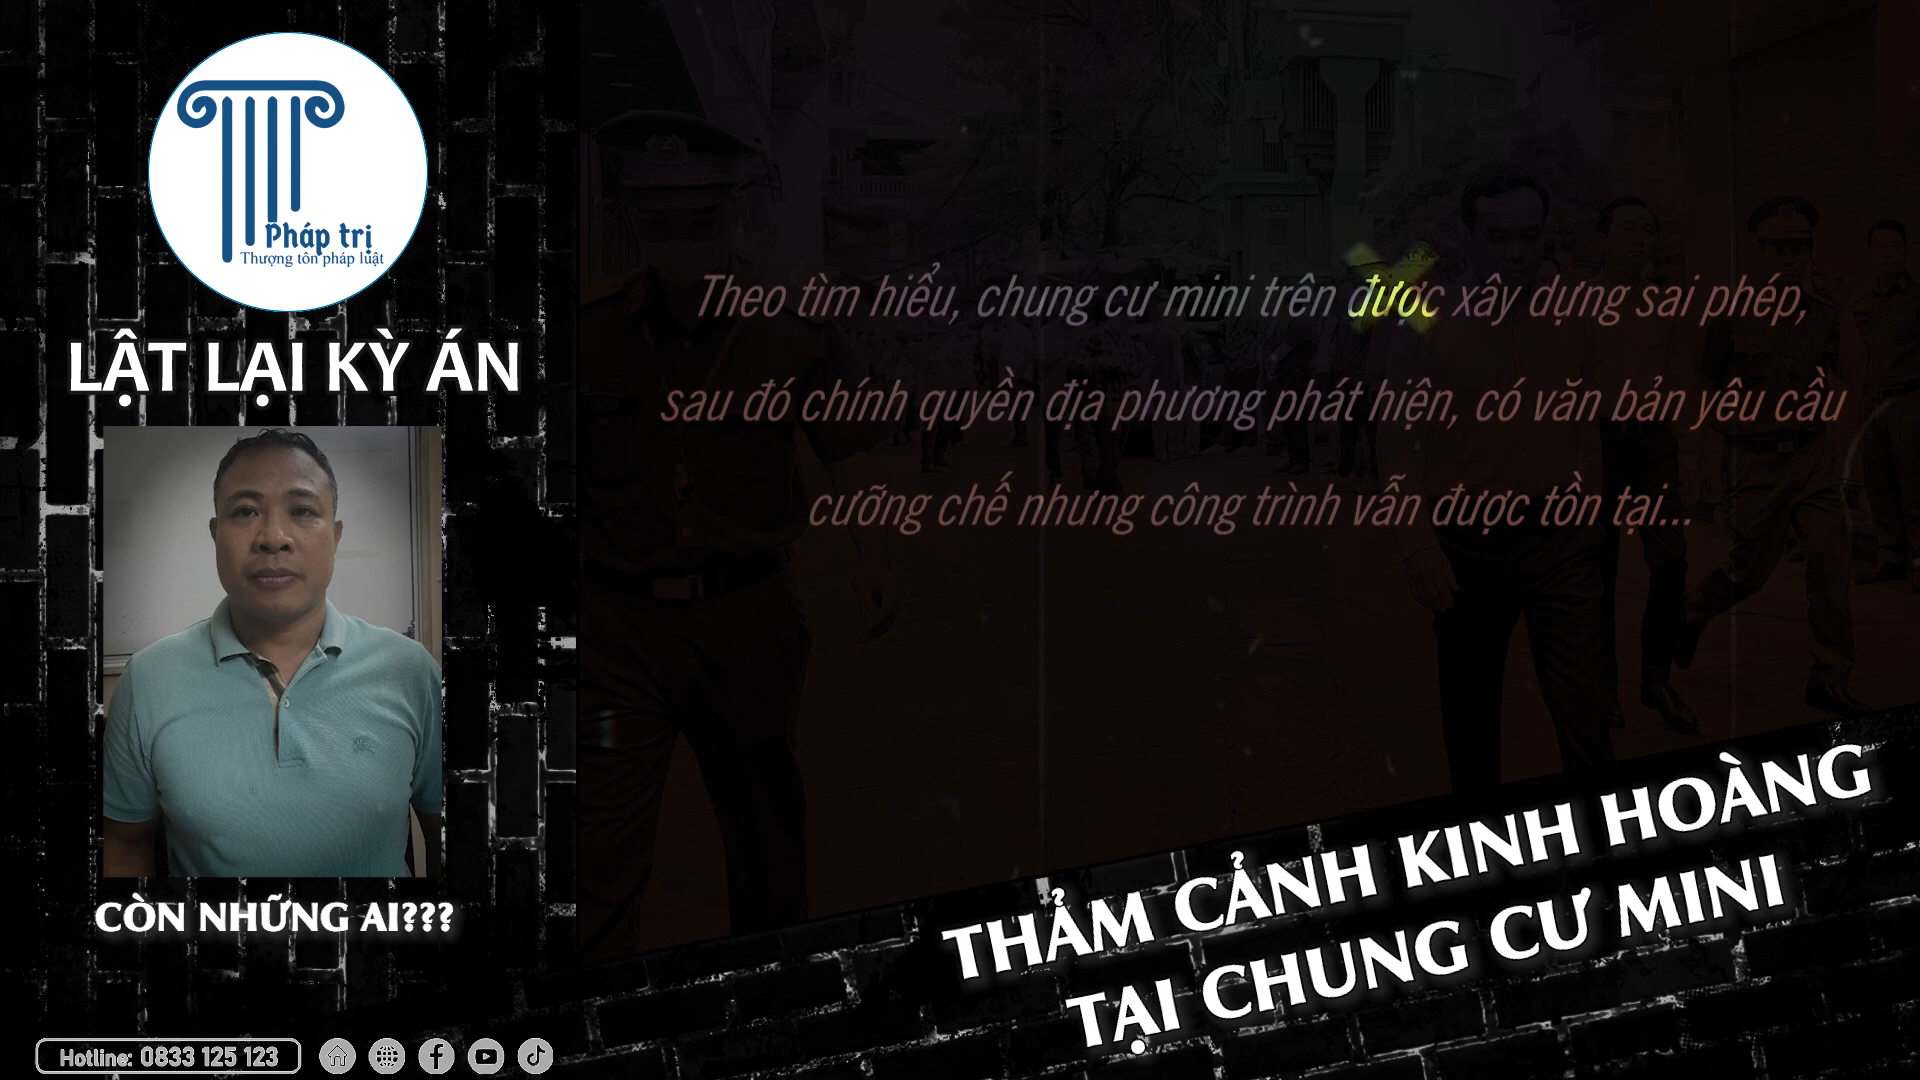 Pháp trị
Thượng tôn pháp luật
LẬT LẠI KỲ ÁN
CÒN NHỮNG AI???
Hotline: 0833 125 123
Theo tìm hiểu, chung cư mini trên được xây dựng sai phép,
sau đó chính quyền địa phương phát hiện, có văn bản yêu cầu
cưỡng chế nhưng công trình vẫn được tồn tại...
THẢM CẢNH KINH HOÀNG
TẠI CHUNG CƯ MINI